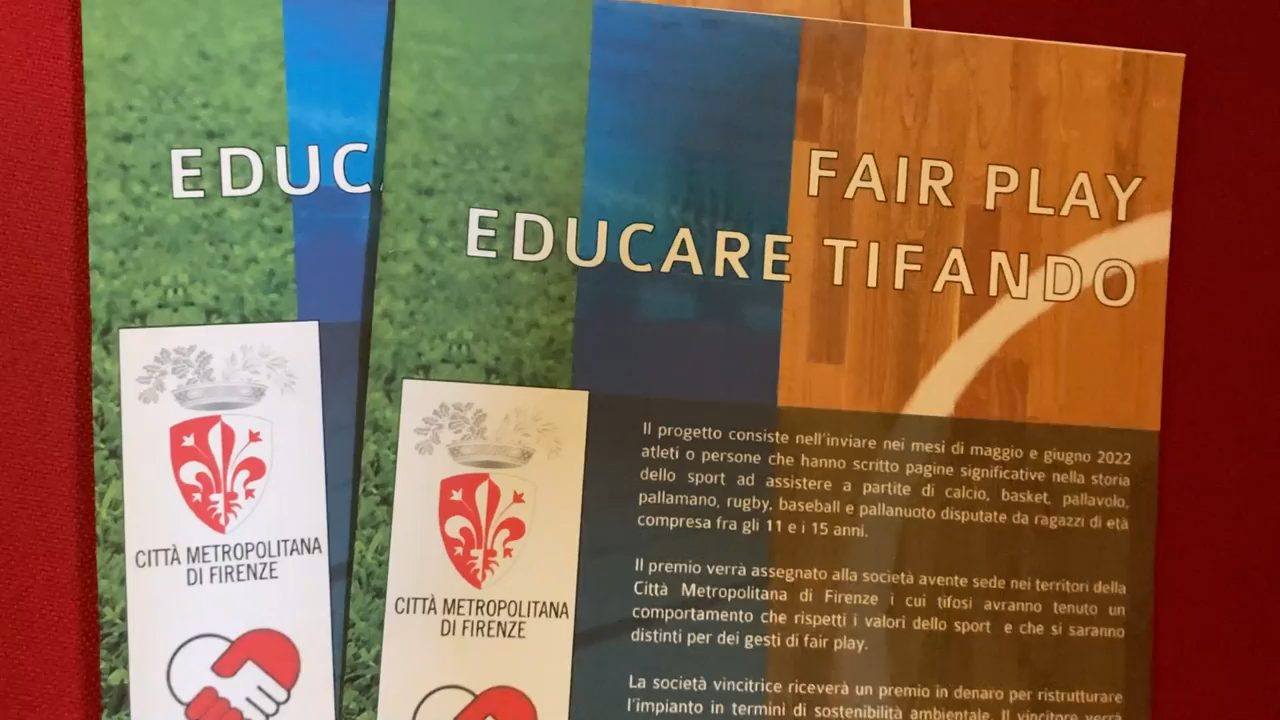 EDUC
CITTÀ METROPOLITANA
DI FIRENZE
FAIR PLAY
EDUCARE TIFANDO
CITTÀ METROPOLITANA
DI FIRENZE
Il progetto consiste nell'inviare nei mesi di maggio e giugno 2022
atleti o persone che hanno scritto pagine significative nella storia
dello sport ad assistere a partite di calcio, basket, pallavolo,
pallamano, rugby, baseball e pallanuoto disputate da ragazzi di età
compresa fra gli 11 e i 15 anni.
Il premio verrà assegnato alla società avente sede nei territori della
Città Metropolitana di Firenze i cui tifosi avranno tenuto un
comportamento che rispetti i valori dello sport e che si saranno
distinti per dei gesti di fair play.
La società vincitrice riceverà un premio in denaro per ristrutturare
l'impianto in termini di sostenibilità ambientale. Il vincitore verrà